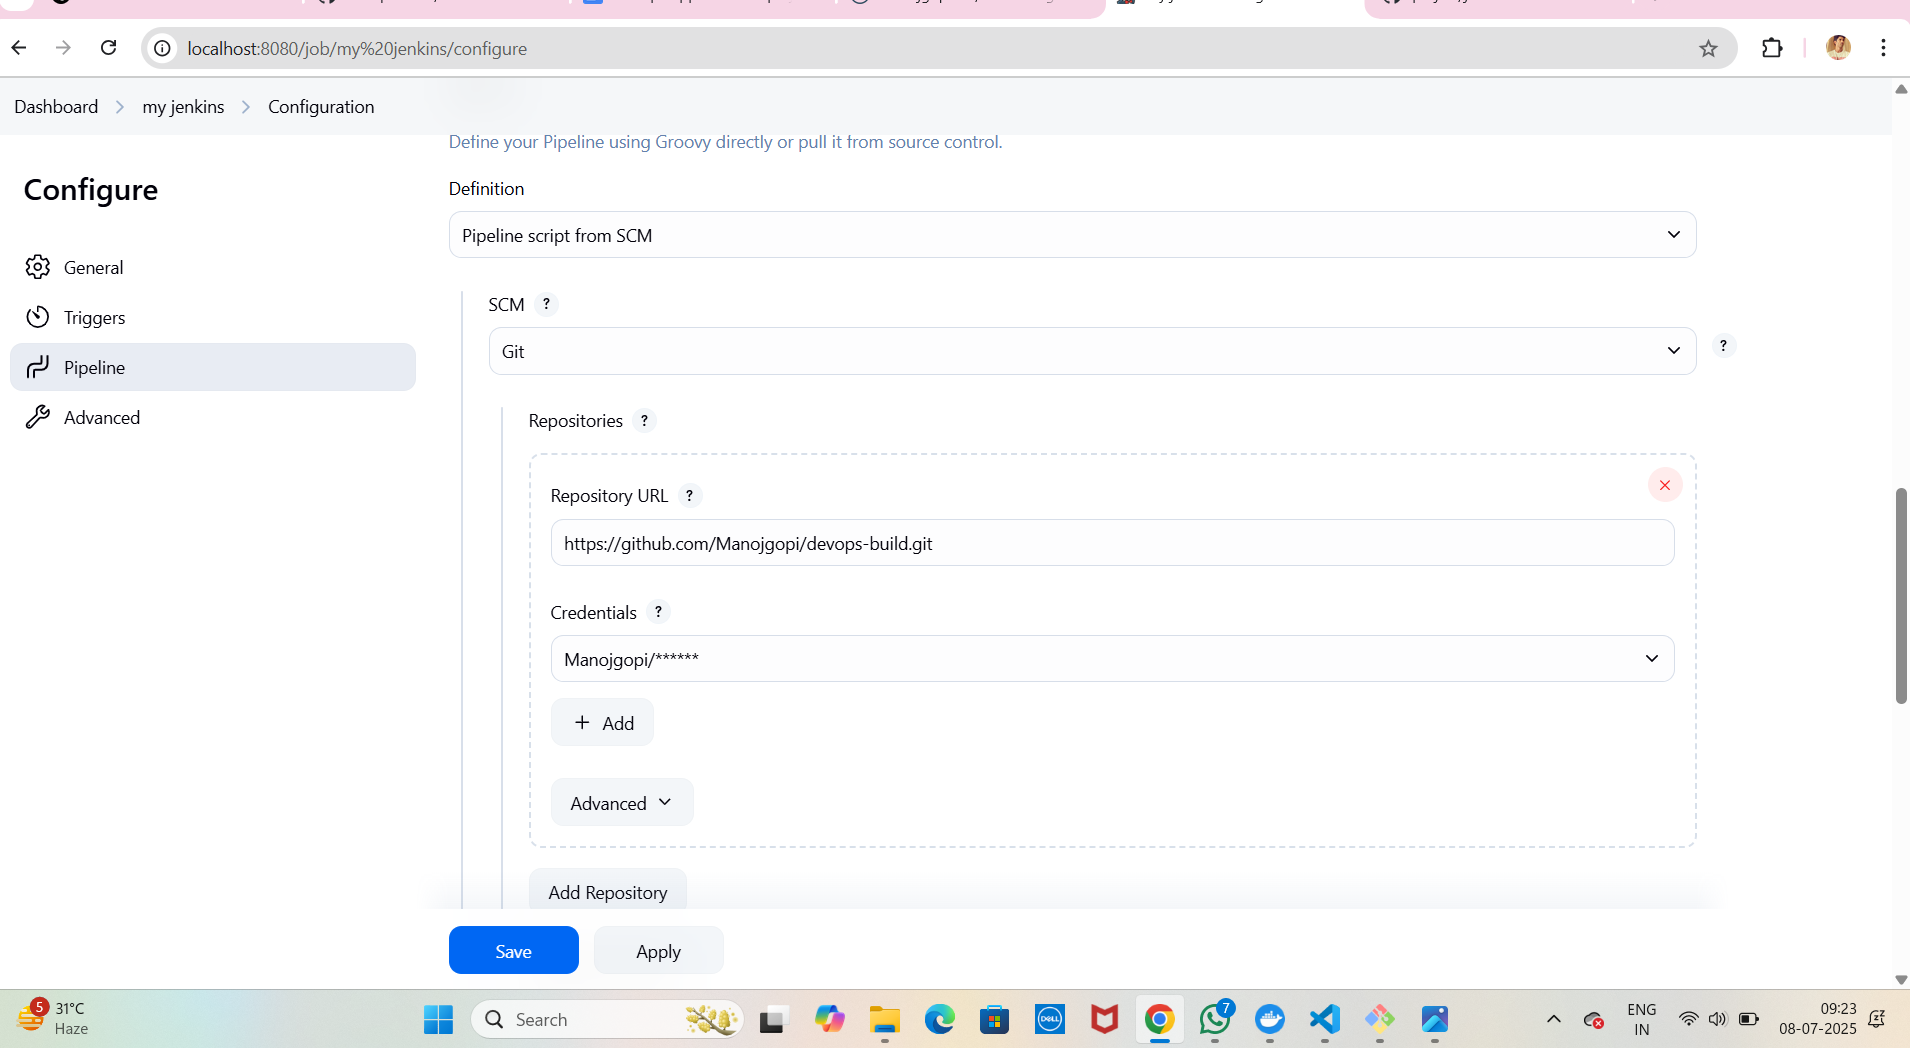 localhost:8080/job/my%20jenkins/configure
Dashboard
my jenkins
Configuration
Define your Pipeline using Groovy directly or pull it from source control.
Configure
General
Triggers
Pipeline
Advanced
Definition
Pipeline script from SCM
SCM ?
Git
?
Repositories ?
Repository URL ?
https://github.com/Manojgopi/devops-build.git
Credentials ?
Manojgopi/******
+ Add
Advanced
Add Repository
Save
Apply
5
31°C
Haze
Search
DELL
7
ENG
IN
09:23
08-07-2025